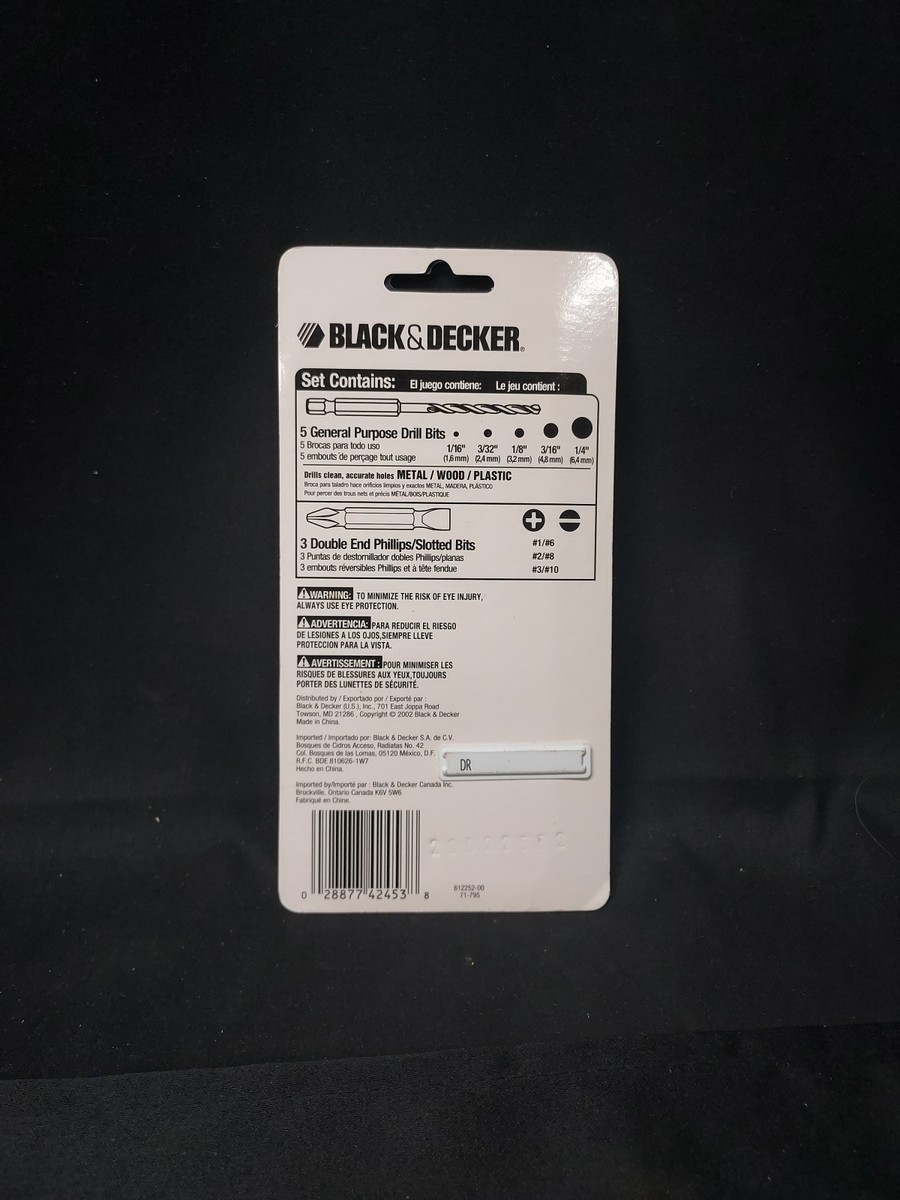 BLACK&DECKER®
Set Contains: El juego contiene: Le jeu contient :
5 General Purpose Drill Bits
5 Brocas para todo uso
5 embouts de perçage tout usage
1/16" 3/32" 1/8" 3/16" 1/4"
(1,6 mm) (2,4 mm) (3,2 mm) (4,8 mm) (6,4 mm)
Drills clean, accurate holes METAL / WOOD / PLASTIC
Broca para taladro hace orificios limpios y exactos METAL, MADERA, PLÁSTICO
Pour percer des trous nets et précis MÉTAL/BOIS/PLASTIQUE
3 Double End Phillips/Slotted Bits
3 Puntas de destornillador dobles Phillips/planas
3 embouts réversibles Phillips et à tête fendue
#1/#6
#2/#8
#3/#10
WARNING: TO MINIMIZE THE RISK OF EYE INJURY,
ALWAYS USE EYE PROTECTION.
ADVERTENCIA: PARA REDUCIR EL RIESGO
DE LESIONES A LOS OJOS,SIEMPRE LLEVE
PROTECCION PARA LA VISTA.
AVERTISSEMENT : POUR MINIMISER LES
RISQUES DE BLESSURES AUX YEUX,TOUJOURS
PORTER DES LUNETTES DE SÉCURITÉ.
Distributed by / Exportado por / Exporté par :
Black & Decker (U.S.), Inc., 701 East Joppa Road
Towson, MD 21286 , Copyright © 2002 Black & Decker
Made in China.
Imported / Importado por: Black & Decker S.A. de C.V.
Bosques de Cidros Acceso, Radiatas No. 42
Col. Bosques de las Lomas, 05120 México, D.F.
R.F.C. BDE 810626-1W7
Hecho en China.
DR
Imported by/Importé par : Black & Decker Canada Inc.
Brockville, Ontario Canada K6V 5W6
Fabriqué en Chine.
0 28877 42453 8
612252-00
71-795